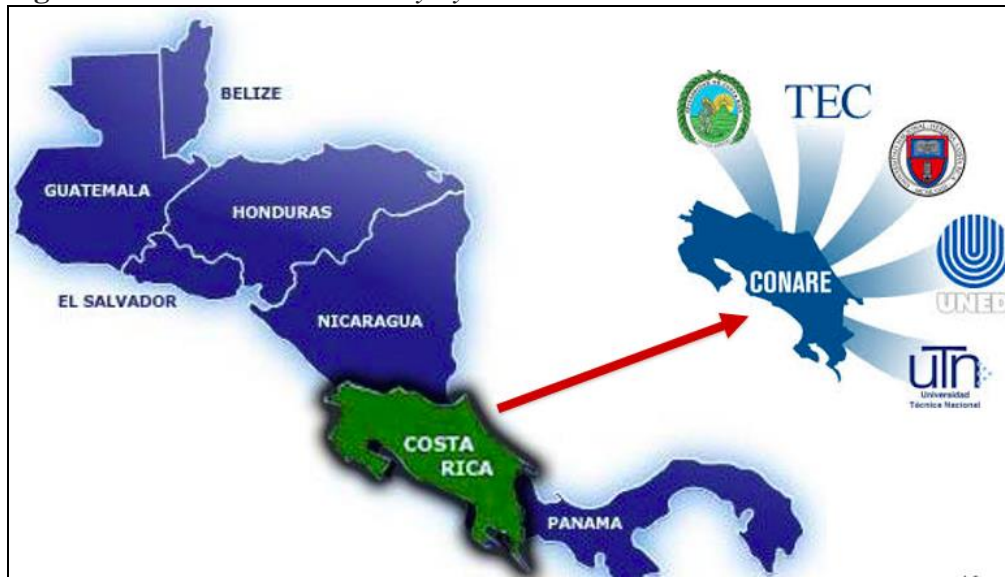 BELIZE
GUATEMALA
HONDURAS
EL SALVADOR
NICARAGUA
COSTA
RICA
PANAMA
TEC
CONARE
UNED
UTn
Universidad
Técnica Nacional